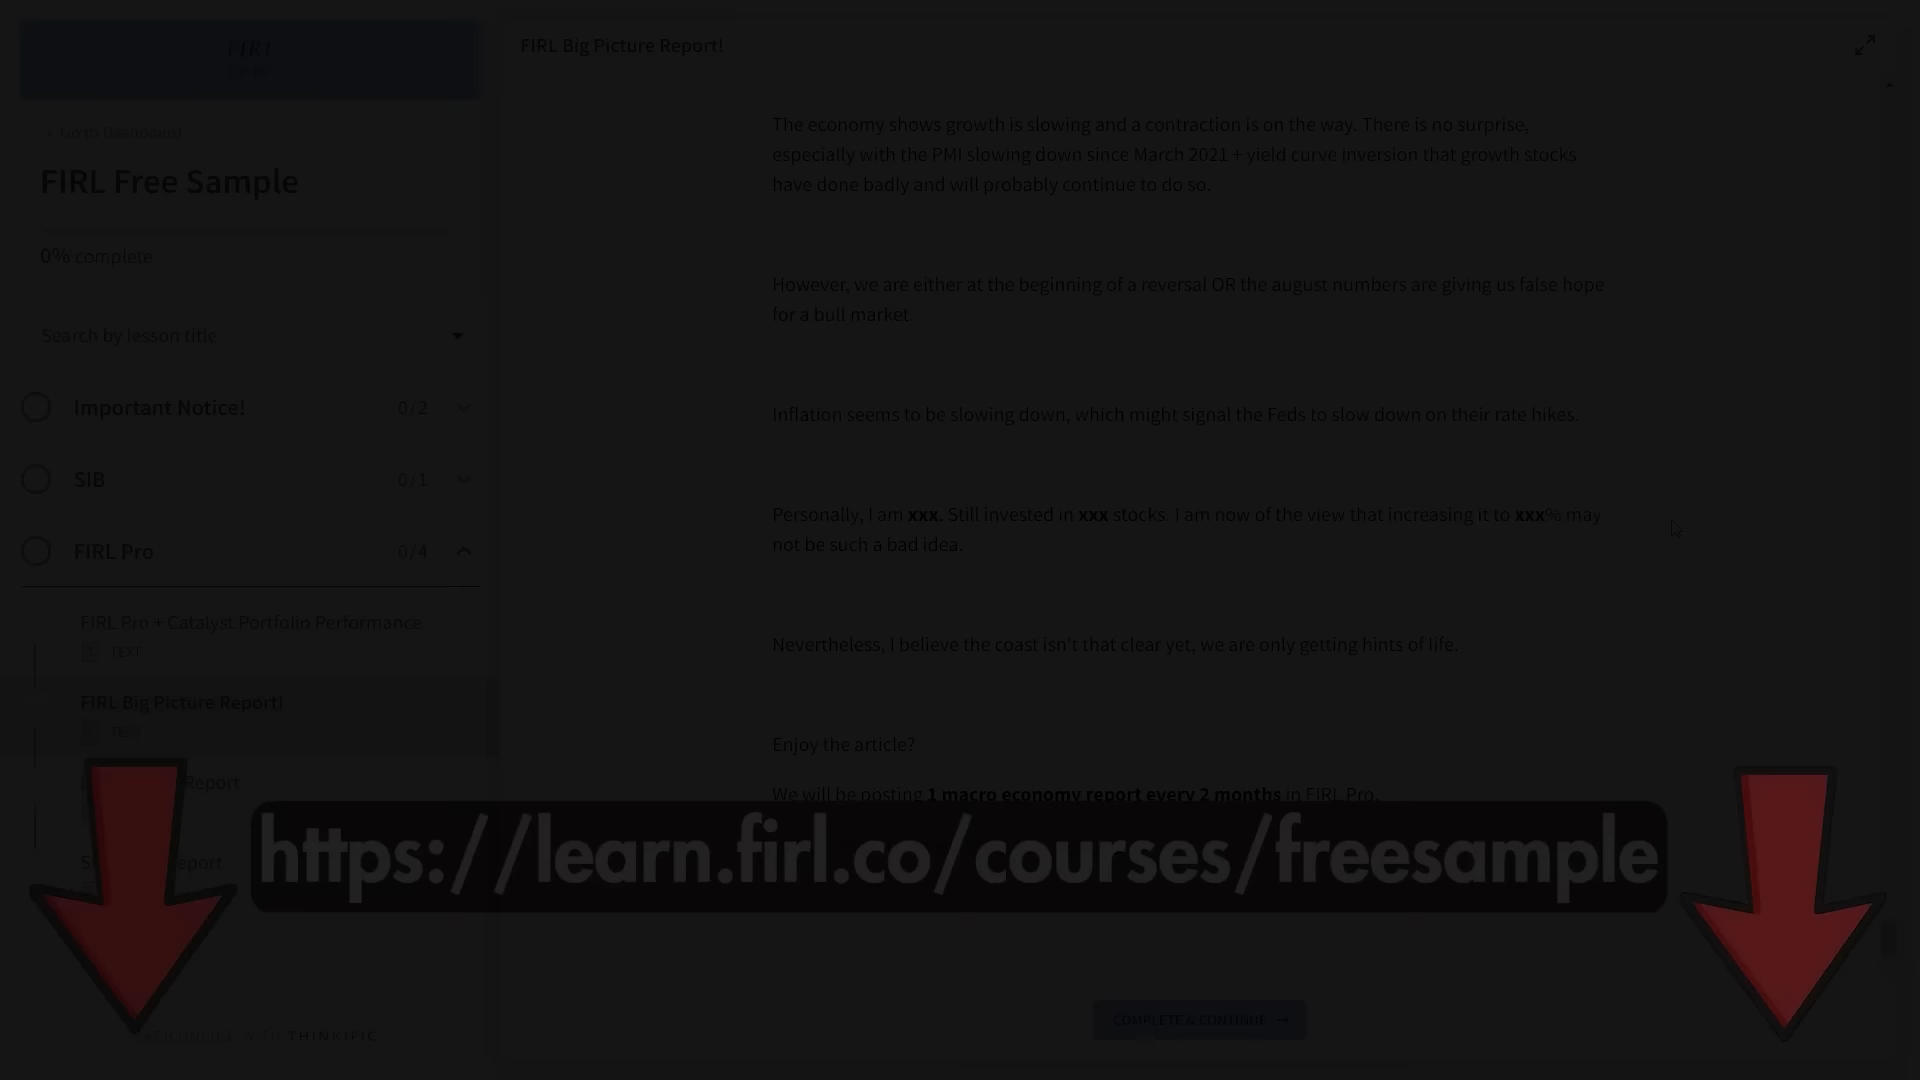 FIRL
FIRL Free Sample
0% complete
Search by lesson title
Important Notice! 0/2
SIB 0/1
FIRL Pro 0/4
FIRL Pro + Catalyst Portfolio Performance
TEXT
FIRL Big Picture Report!
TEXT
Report
THINKIFIC
FIRL Big Picture Report!
The economy shows growth is slowing and a contraction is on the way. There is no surprise,
especially with the PMI slowing down since March 2021 + yield curve inversion that growth stocks
have done badly and will probably continue to do so.
However, we are either at the beginning of a reversal OR the august numbers are giving us false hope
for a bull market
Inflation seems to be slowing down, which might signal the Feds to slow down on their rate hikes.
Personally, I am xxx. Still invested in xxx stocks. I am now of the view that increasing it to xxx% may
not be such a bad idea.
Nevertheless, I believe the coast isn't that clear yet, we are only getting hints of life.
Enjoy the article?
We will be posting 1 macro economy report every 2 months in FIRL Pro.
https://learn.firl.co/courses/freesample
COMPLETE & CONTINUE →